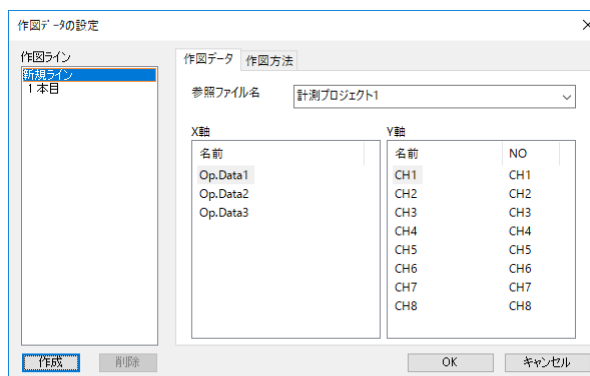 作図データの設定
作図ライン
新規ライン
1本目
作成
削除
作図データ 作図方法
参照ファイル名 計測プロジェクト1
X軸
名前
Op.Data1
Op.Data2
Op.Data3
Y軸
名前 NO
CH1 CH1
CH2 CH2
CH3 CH3
CH4 CH4
CH5 CH5
CH6 CH6
CH7 CH7
CH8 CH8
OK キャンセル